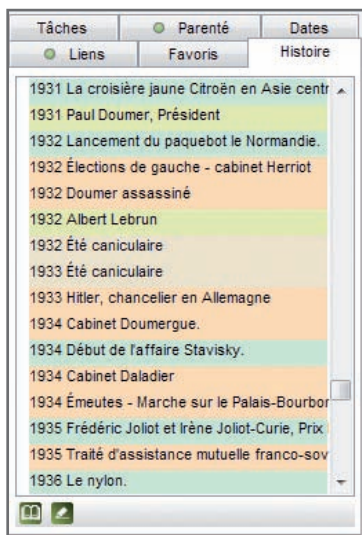 Tâches Parenté Dates
Liens Favoris Histoire
1931 La croisière jaune Citroën en Asie centr
1931 Paul Doumer, Président
1932 Lancement du paquebot le Normandie.
1932 Élections de gauche - cabinet Herriot
1932 Doumer assassiné
1932 Albert Lebrun
1932 Été caniculaire
1933 Été caniculaire
1933 Hitler, chancelier en Allemagne
1934 Cabinet Doumergue.
1934 Début de l'affaire Stavisky.
1934 Cabinet Daladier
1934 Émeutes - Marche sur le Palais-Bourbon
1935 Frédéric Joliot et Irène Joliot-Curie, Prix
1935 Traité d'assistance mutuelle franco-sov
1936 Le nylon.